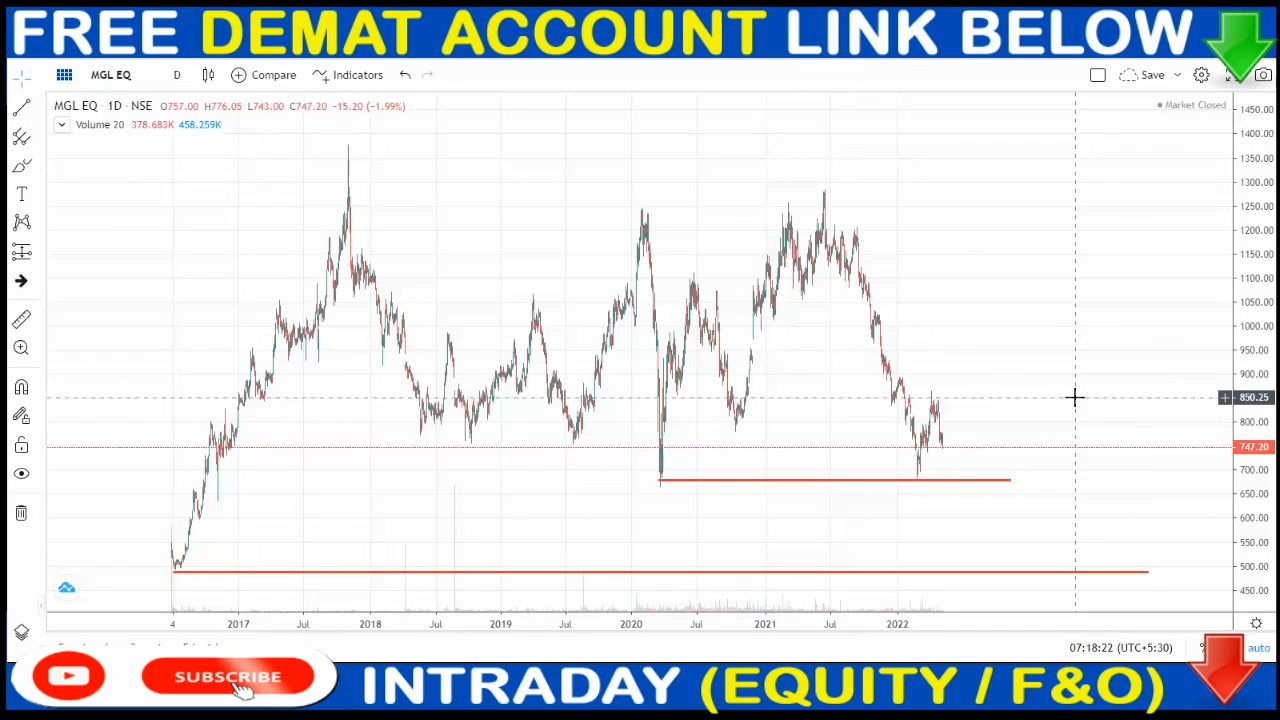 FREE DEMAT ACCOUNT LINK BELOW
MGL EQ D Compare Indicators Save
MGL EQ · 1D · NSE O757.00 H776.05 L743.00 C747.20 -15.20 (-1.99%)
Market Closed
Volume 20 378.683K 458.259K
1450.00
1400.00
1350.00
1300.00
1250.00
1200.00
1150.00
1100.00
1050.00
1000.00
950.00
900.00
850.25
800.00
747.20
700.00
650.00
600.00
550.00
500.00
450.00
4 2017 Jul 2018 Jul 2019 Jul 2020 Jul 2021 Jul 2022
07:18:22 (UTC+5:30) % auto
SUBSCRIBE
INTRADAY (EQUITY / F&O)